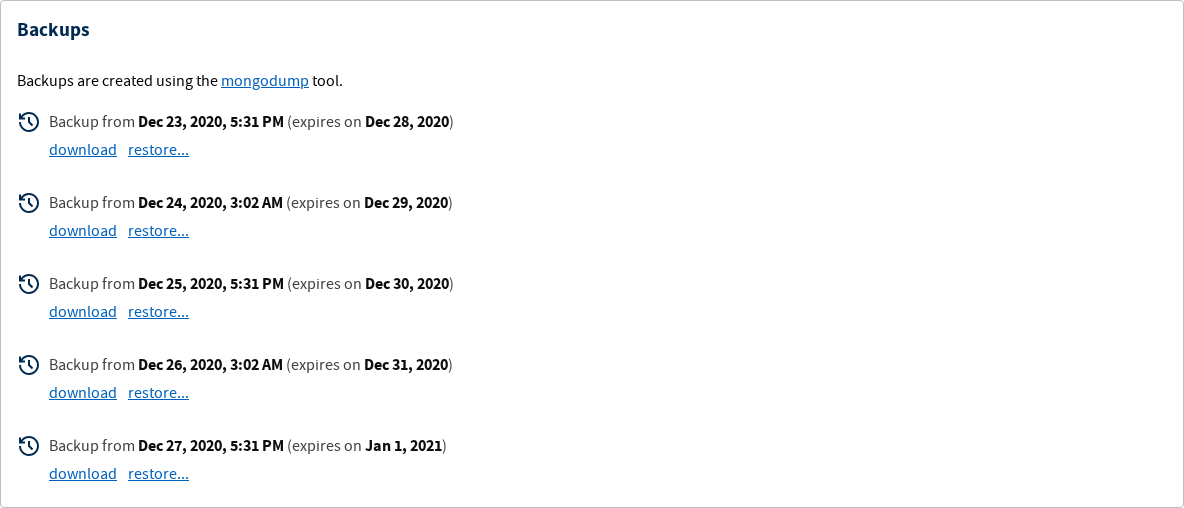 Backups
Backups are created using the mongodump tool.
Backup from Dec 23, 2020, 5:31 PM (expires on Dec 28, 2020)
download restore...
Backup from Dec 24, 2020, 3:02 AM (expires on Dec 29, 2020)
download restore...
Backup from Dec 25, 2020, 5:31 PM (expires on Dec 30, 2020)
download restore...
Backup from Dec 26, 2020, 3:02 AM (expires on Dec 31, 2020)
download restore...
Backup from Dec 27, 2020, 5:31 PM (expires on Jan 1, 2021)
download restore...